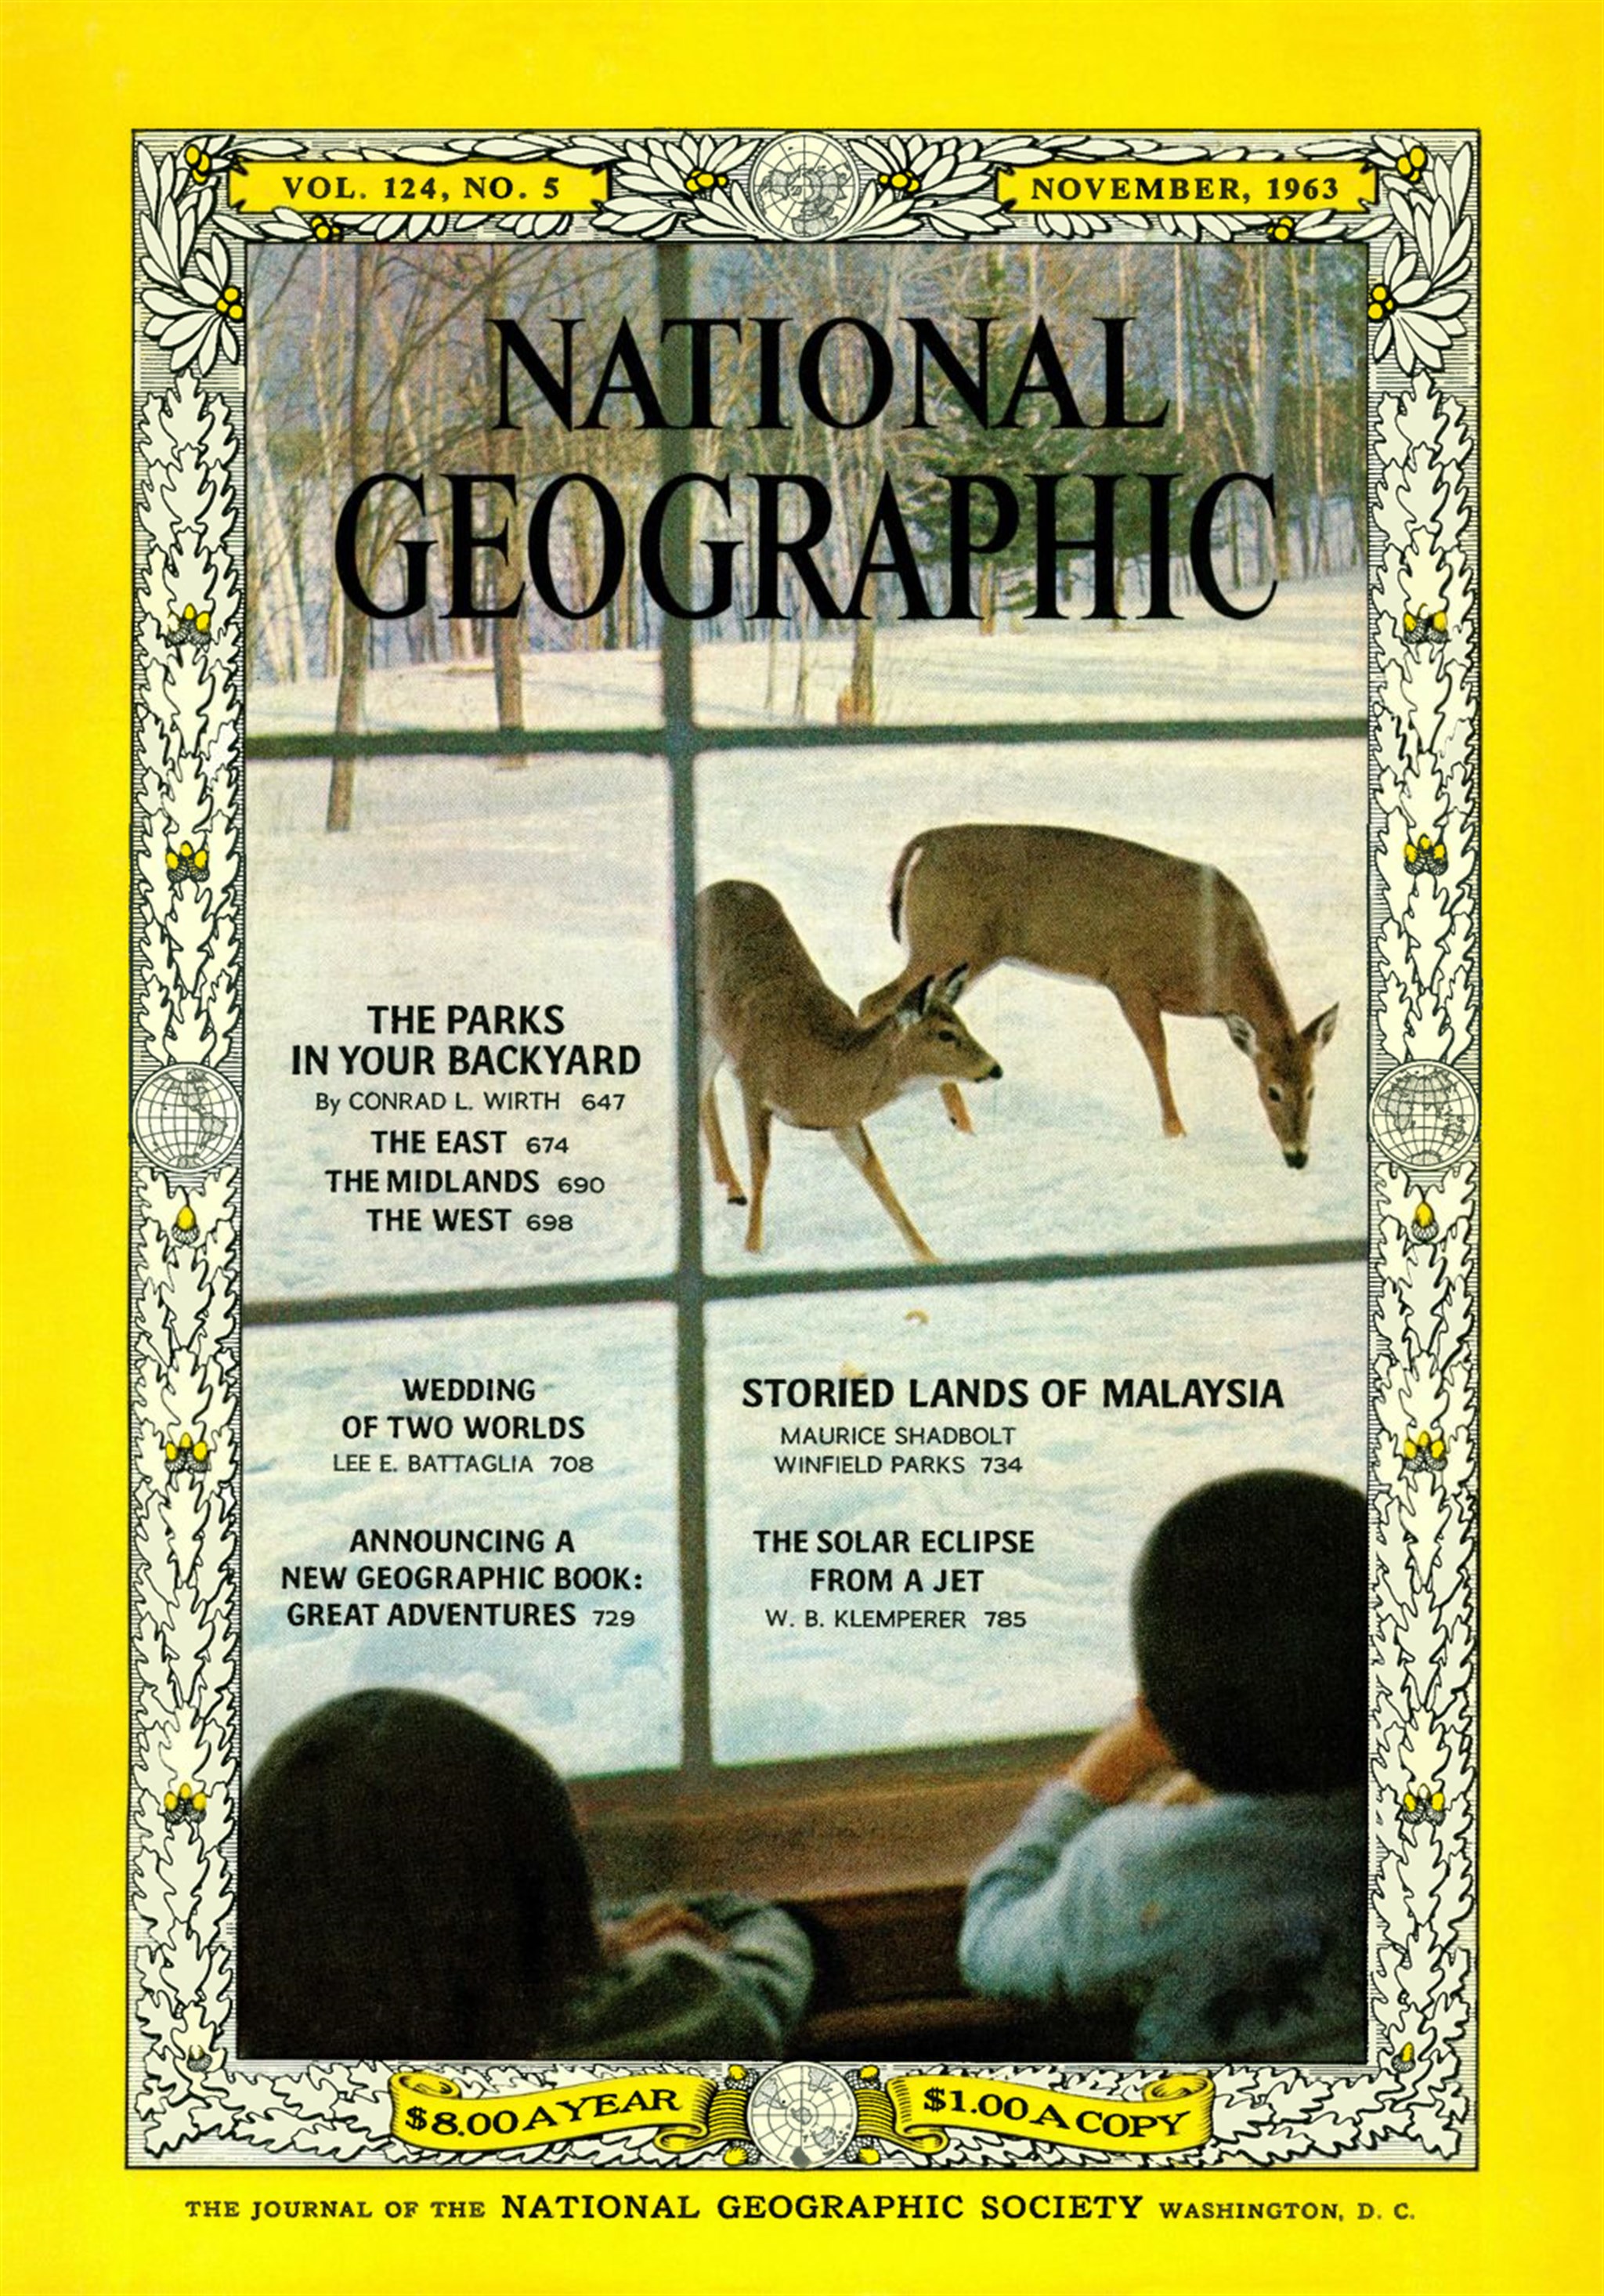 VOL. 124, NO. 5
NOVEMBER, 1963
NATIONAL
GEOGRAPHIC
THE PARKS
IN YOUR BACKYARD
By CONRAD L. WIRTH 647
THE EAST 674
THE MIDLANDS 690
THE WEST 698
WEDDING
OF TWO WORLDS
LEE E. BATTAGLIA 708
ANNOUNCING A
NEW GEOGRAPHIC BOOK:
GREAT ADVENTURES 729
STORIED LANDS OF MALAYSIA
MAURICE SHADBOLT
WINFIELD PARKS 734
THE SOLAR ECLIPSE
FROM A JET
W. B. KLEMPERER 785
$8.00 A YEAR
$1.00 A COPY
THE JOURNAL OF THE NATIONAL GEOGRAPHIC SOCIETY WASHINGTON, D. C.